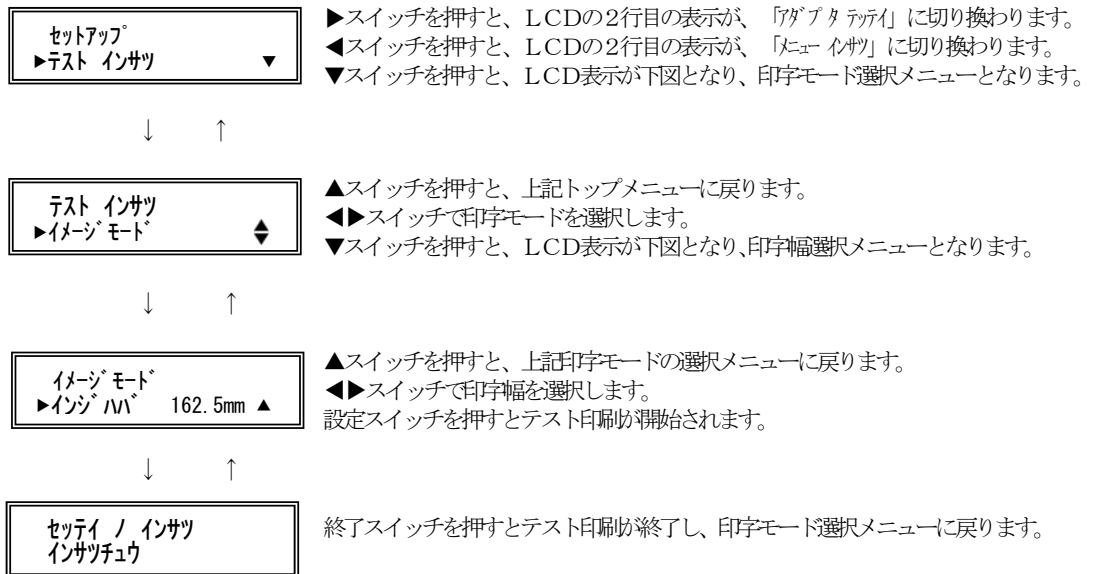 ｾｯﾄｱｯﾌﾟ
▶ﾃｽﾄ ｲﾝｻﾂ ▼
▶スイッチを押すと、ＬＣＤの２行目の表示が、「ｱﾀﾞﾌﾟﾀ ﾃｯﾃｲ」に切り換わります。
◀スイッチを押すと、ＬＣＤの２行目の表示が、「ﾒﾆｭｰ ｲﾝｻﾂ」に切り換わります。
▼スイッチを押すと、ＬＣＤ表示が下図となり、印字モード選択メニューとなります。
↓ ↑
ﾃｽﾄ ｲﾝｻﾂ
▶ｲﾒｰｼﾞﾓｰﾄﾞ ◆
▲スイッチを押すと、上記トップメニューに戻ります。
◀▶スイッチで印字モードを選択します。
▼スイッチを押すと、ＬＣＤ表示が下図となり、印字幅選択メニューとなります。
↓ ↑
ｲﾒｰｼﾞﾓｰﾄﾞ
▶ｲﾝｼﾞﾊﾊﾞ 162.5mm ▲
▲スイッチを押すと、上記印字モードの選択メニューに戻ります。
◀▶スイッチで印字幅を選択します。
設定スイッチを押すとテスト印刷が開始されます。
↓ ↑
ｾｯﾃｲ ﾉ ｲﾝｻﾂ
ｲﾝｻﾂﾁｭｳ
終了スイッチを押すとテスト印刷が終了し、印字モード選択メニューに戻ります。